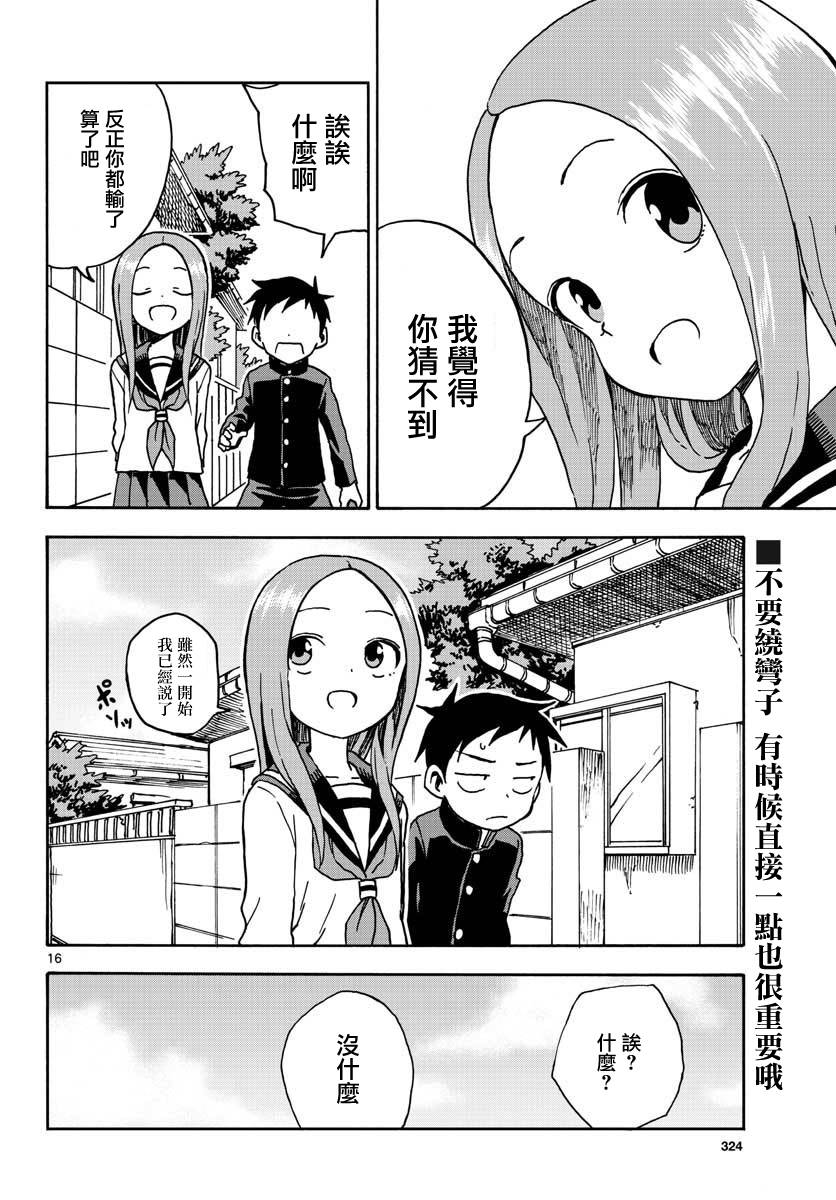 我覺得
你猜不到
誒誒
什麼啊
反正你都輸了
算了吧
雖然一開始
我已經說了
ポソッ
■不要繞彎子 有時候直接一點也很重要哦
誒？
什麼？
沒什麼
16
324